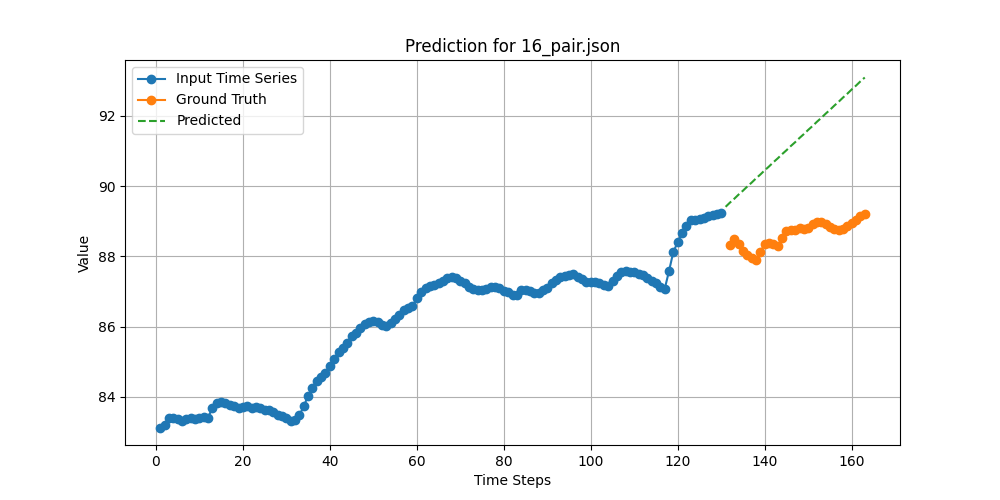 Prediction for 16_pair.json
Input Time Series
Ground Truth
Predicted
Value
92
90
88
86
84
0 20 40 60 80 100 120 140 160
Time Steps